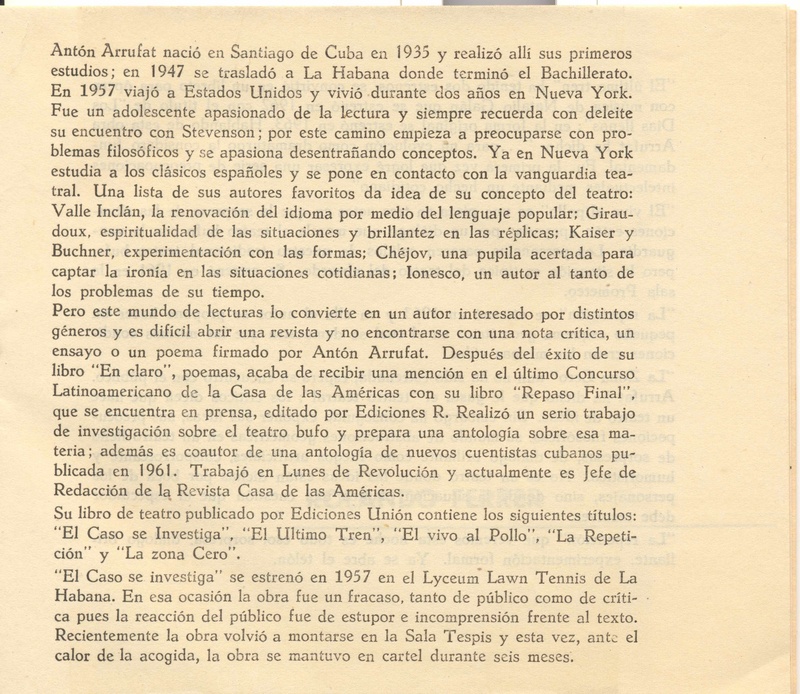 Antón Arrufat nació en Santiago de Cuba en 1935 y realizó allí sus primeros
estudios; en 1947 se trasladó a La Habana donde terminó el Bachillerato.
En 1957 viajó a Estados Unidos y vivió durante dos años en Nueva York.
Fue un adolescente apasionado de la lectura y siempre recuerda con deleite
su encuentro con Stevenson; por este camino empieza a preocuparse con pro-
blemas filosóficos y se apasiona desentrañando conceptos. Ya en Nueva York
estudia a los clásicos españoles y se pone en contacto con la vanguardia tea-
tral. Una lista de sus autores favoritos da idea de su concepto del teatro:
Valle Inclán, la renovación del idioma por medio del lenguaje popular; Girau-
doux, espiritualidad de las situaciones y brillantez en las réplicas; Kaiser y
Buchner, experimentación con las formas; Chéjov, una pupila acertada para
captar la ironía en las situaciones cotidianas; Ionesco, un autor al tanto de
los problemas de su tiempo.
Pero este mundo de lecturas lo convierte en un autor interesado por distintos
géneros y es difícil abrir una revista y no encontrarse con una nota crítica, un
ensayo o un poema firmado por Antón Arrufat. Después del éxito de su
libro "En claro", poemas, acaba de recibir una mención en el último Concurso
Latinoamericano de la Casa de las Américas con su libro "Repaso Final",
que se encuentra en prensa, editado por Ediciones R. Realizó un serio trabajo
de investigación sobre el teatro bufo y prepara una antología sobre esa ma-
teria; además es coautor de una antología de nuevos cuentistas cubanos pu-
blicada en 1961. Trabajó en Lunes de Revolución y actualmente es Jefe de
Redacción de la Revista Casa de las Américas.
Su libro de teatro publicado por Ediciones Unión contiene los siguientes títulos:
"El Caso se Investiga", "El Ultimo Tren", "El vivo al Pollo", "La Repeti-
ción" y "La zona Cero".
"El Caso se investiga" se estrenó en 1957 en el Lyceum Lawn Tennis de La
Habana. En esa ocasión la obra fue un fracaso, tanto de público como de críti-
ca pues la reacción del público fue de estupor e incomprensión frente al texto.
Recientemente la obra volvió a montarse en la Sala Tespis y esta vez, ante el
calor de la acogida, la obra se mantuvo en cartel durante seis meses.